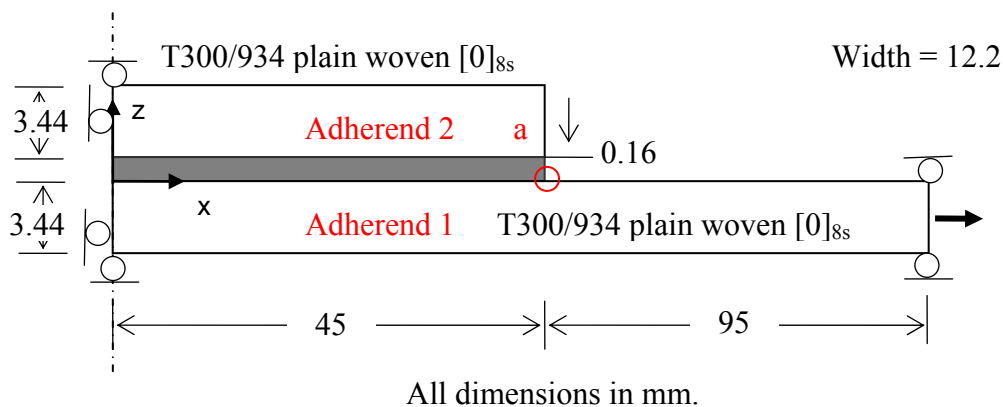 T300/934 plain woven [0]8s
Width = 12.2
3.44
z
Adherend 2
a
0.16
x
3.44
Adherend 1
T300/934 plain woven [0]8s
45
95
All dimensions in mm.